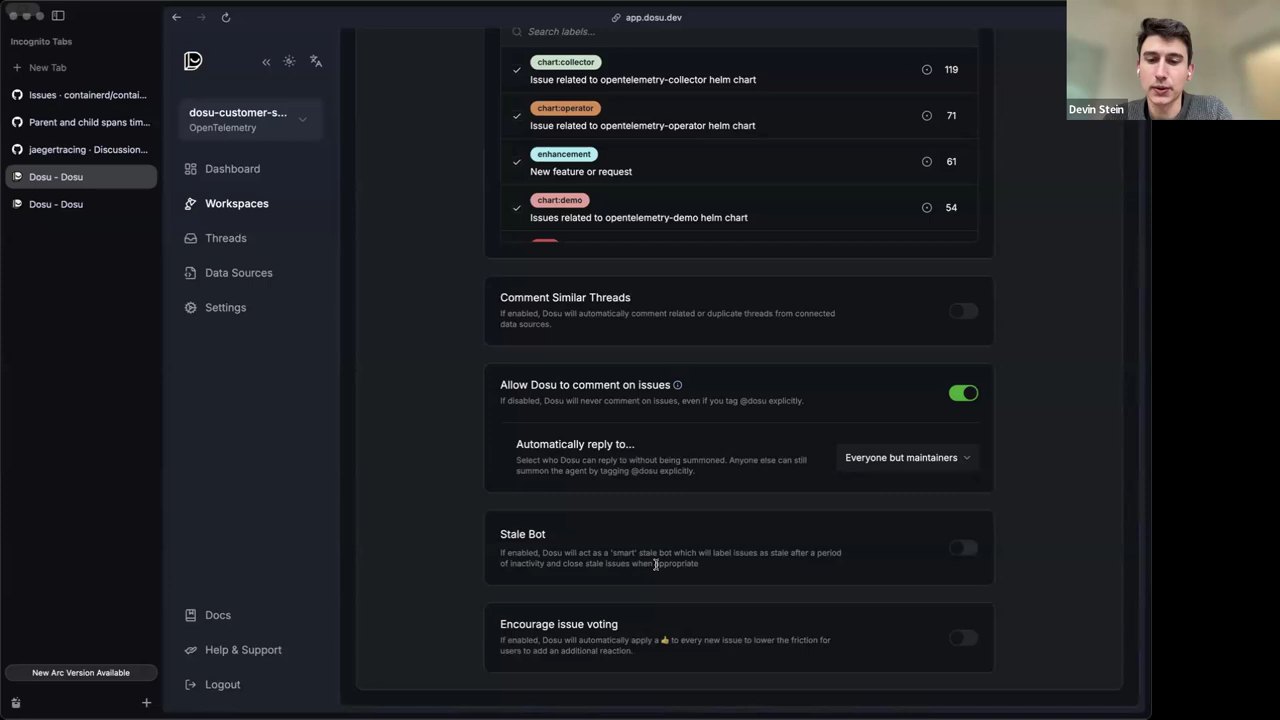 app.dosu.dev
Incognito Tabs
New Tab
Issues · containerd/contai...
Parent and child spans tim...
jaegertracing · Discussion...
Dosu - Dosu
Dosu - Dosu
New Arc Version Available
dosu-customer-s...
OpenTelemetry
Dashboard
Workspaces
Threads
Data Sources
Settings
Docs
Help & Support
Logout
Search labels...
chart:collector
Issue related to opentelemetry-collector helm chart
119
chart:operator
Issue related to opentelemetry-operator helm chart
71
enhancement
New feature or request
61
chart:demo
Issues related to opentelemetry-demo helm chart
54
Comment Similar Threads
If enabled, Dosu will automatically comment related or duplicate threads from connected
data sources.
Allow Dosu to comment on issues
If disabled, Dosu will never comment on issues, even if you tag @dosu explicitly.
Automatically reply to...
Select who Dosu can reply to without being summoned. Anyone else can still
summon the agent by tagging @dosu explicitly.
Everyone but maintainers
Stale Bot
If enabled, Dosu will act as a 'smart' stale bot which will label issues as stale after a period
of inactivity and close stale issues when appropriate
Encourage issue voting
If enabled, Dosu will automatically apply a 👍 to every new issue to lower the friction for
users to add an additional reaction.
Devin Stein